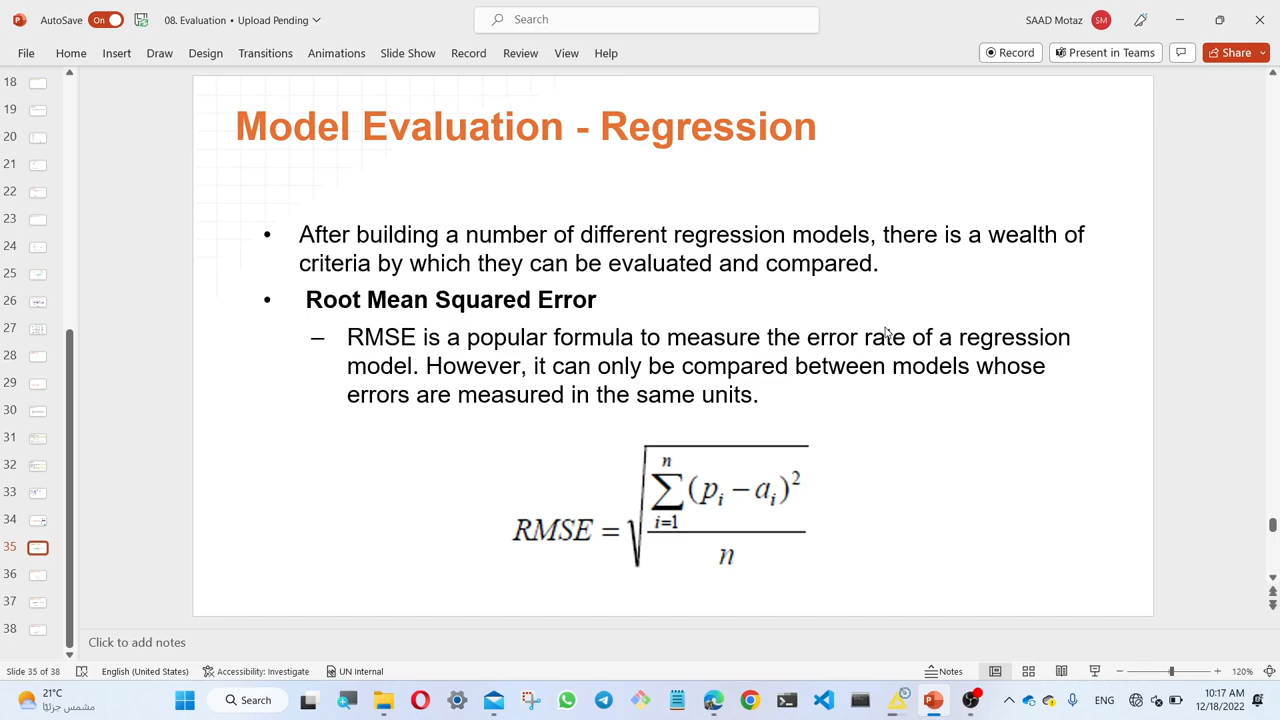 AutoSave On 08. Evaluation • Upload Pending Search SAAD Motaz SM
File Home Insert Draw Design Transitions Animations Slide Show Record Review View Help Record Present in Teams Share
18
19
20
21
22
23
24
25
26
27
28
29
30
31
32
33
34
35
36
37
38
Model Evaluation - Regression
• After building a number of different regression models, there is a wealth of
criteria by which they can be evaluated and compared.
• Root Mean Squared Error
– RMSE is a popular formula to measure the error rate of a regression
model. However, it can only be compared between models whose
errors are measured in the same units.
RMSE = √(∑ⁿᵢ₌₁(pᵢ − aᵢ)² / n)
Click to add notes
Slide 35 of 38 English (United States) Accessibility: Investigate UN Internal Notes 120%
21°C Search ENG 10:17 AM
مشمس جزئيًا 12/18/2022